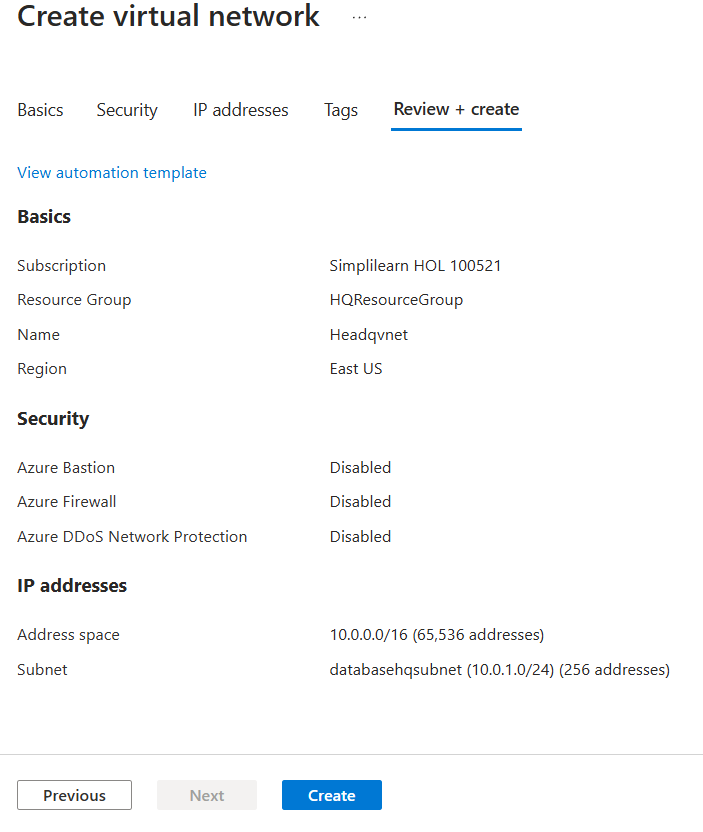 Create virtual network ...
Basics Security IP addresses Tags Review + create
View automation template
Basics
Subscription Simplilearn HOL 100521
Resource Group HQResourceGroup
Name Headqvnet
Region East US
Security
Azure Bastion Disabled
Azure Firewall Disabled
Azure DDoS Network Protection Disabled
IP addresses
Address space 10.0.0.0/16 (65,536 addresses)
Subnet databasehqsubnet (10.0.1.0/24) (256 addresses)
Previous Next Create